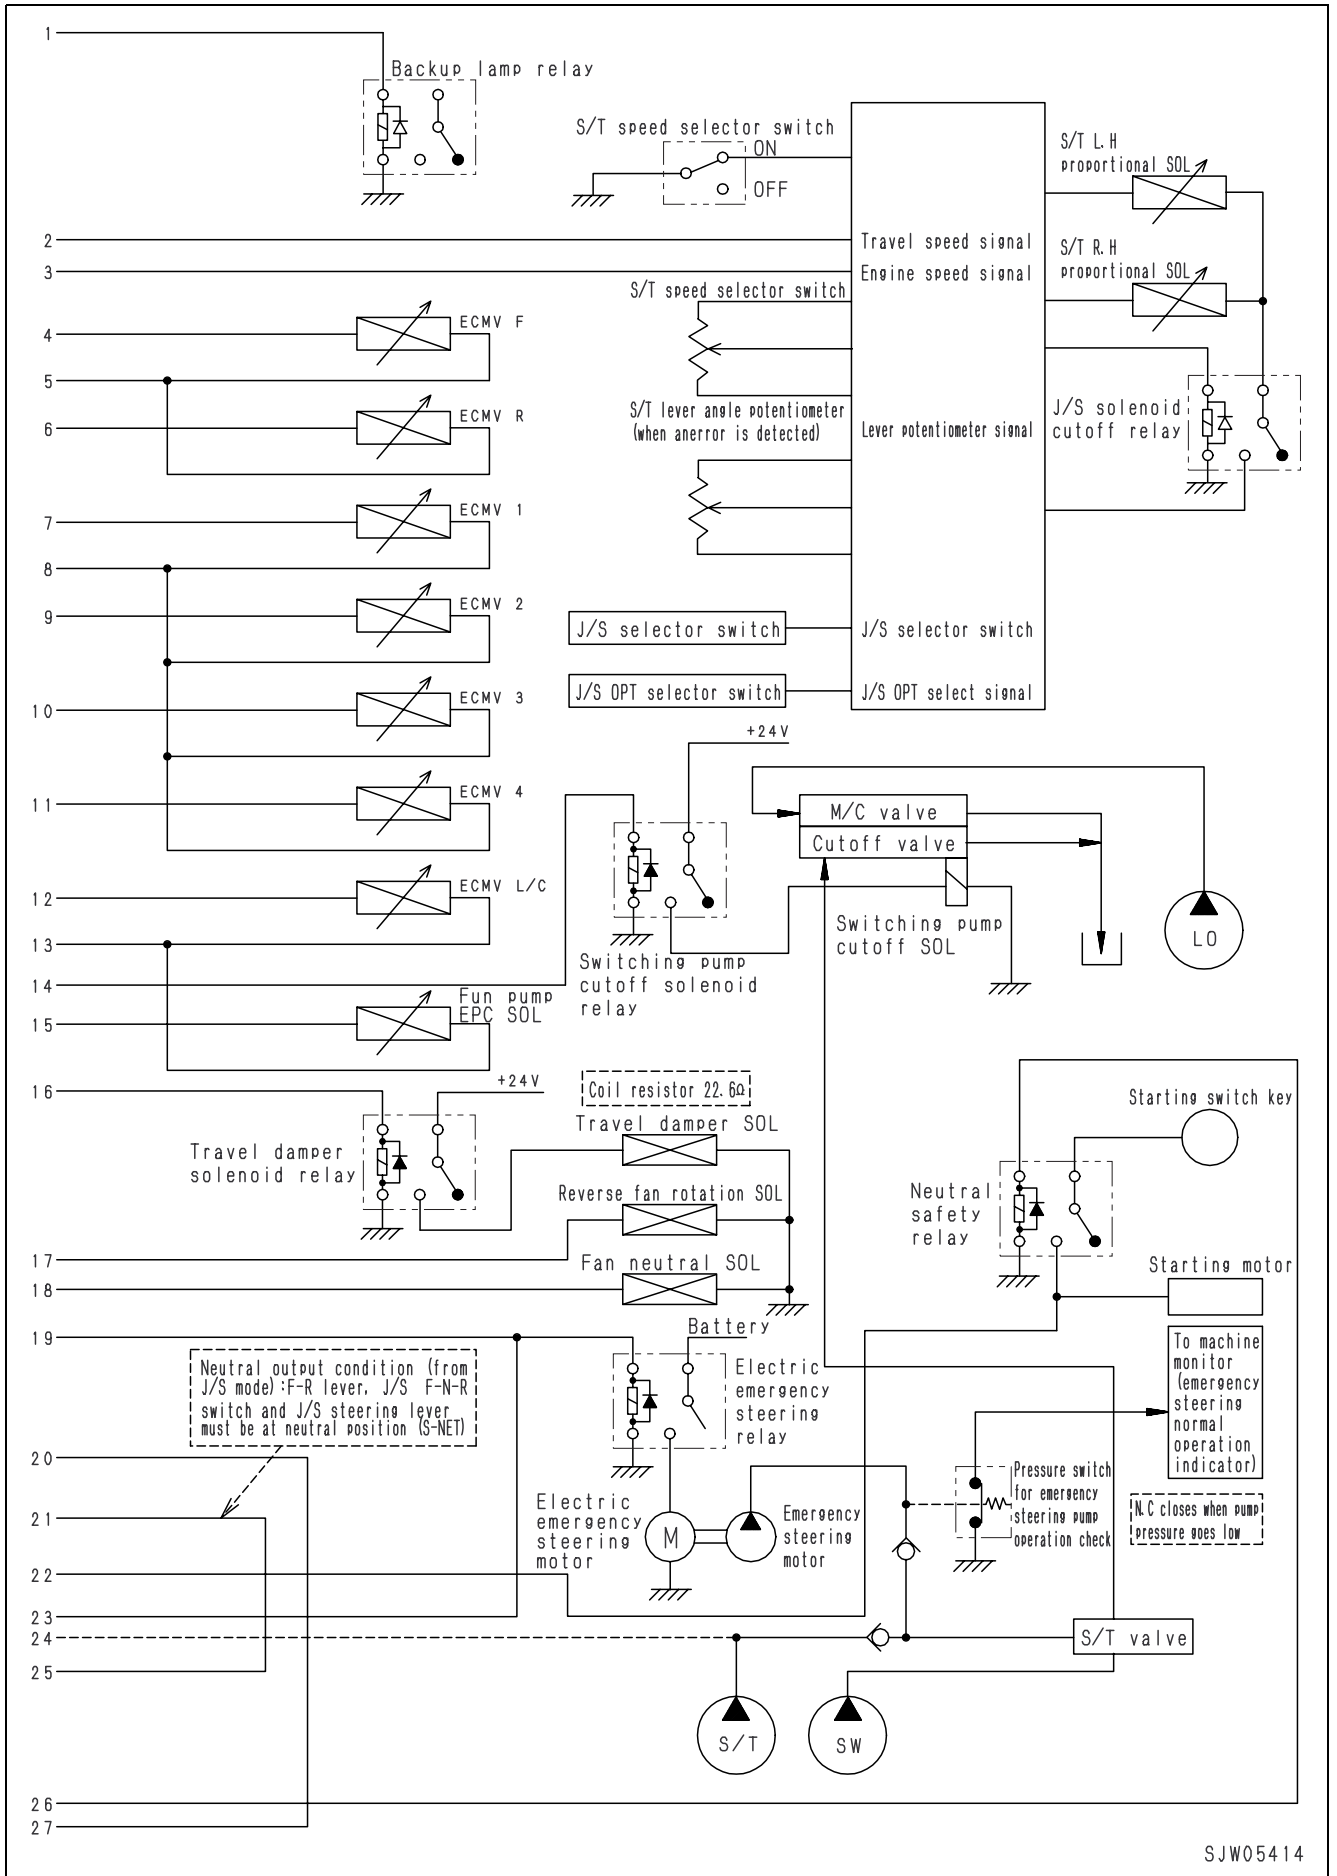 1
Backup lamp relay
S/T speed selector switch
ON
OFF
S/T L.H
proportional SOL
2
Travel speed signal
S/T R.H
proportional SOL
3
Engine speed signal
S/T speed selector switch
4
ECMV F
5
S/T lever angle potentiometer
(when anerror is detected)
Lever potentiometer signal
J/S solenoid
cutoff relay
6
ECMV R
7
ECMV 1
8
9
ECMV 2
J/S selector switch
J/S selector switch
10
ECMV 3
J/S OPT selector switch
J/S OPT select signal
+24V
11
ECMV 4
M/C valve
Cutoff valve
12
ECMV L/C
Switching pump
cutoff SOL
LO
13
Switching pump
cutoff solenoid
relay
14
15
Fun pump
EPC SOL
16
+24V
Coil resistor 22.6Ω
Travel damper SOL
Starting switch key
Travel damper
solenoid relay
Reverse fan rotation SOL
Neutral
safety
relay
17
Fan neutral SOL
Starting motor
18
19
Battery
To machine
monitor
(emergency
steering
normal
operation
indicator)
Neutral output condition (from
J/S mode):F-R lever, J/S F-N-R
switch and J/S steering lever
must be at neutral position (S-NET)
Electric
emergency
steering
relay
20
Pressure switch
for emergency
steering pump
operation check
21
Electric
emergency
steering
motor
M
Emergency
steering
motor
N.C closes when pump
pressure goes low
22
23
24
S/T valve
25
S/T
SW
26
27
SJW05414